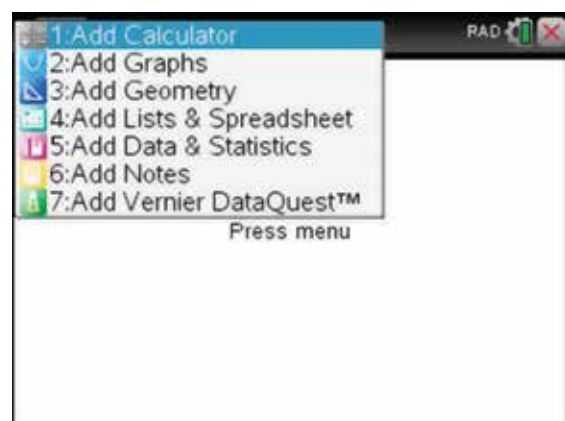 1:Add Calculator
RAD
2:Add Graphs
3:Add Geometry
4:Add Lists & Spreadsheet
5:Add Data & Statistics
6:Add Notes
7:Add Vernier DataQuest™
Press menu